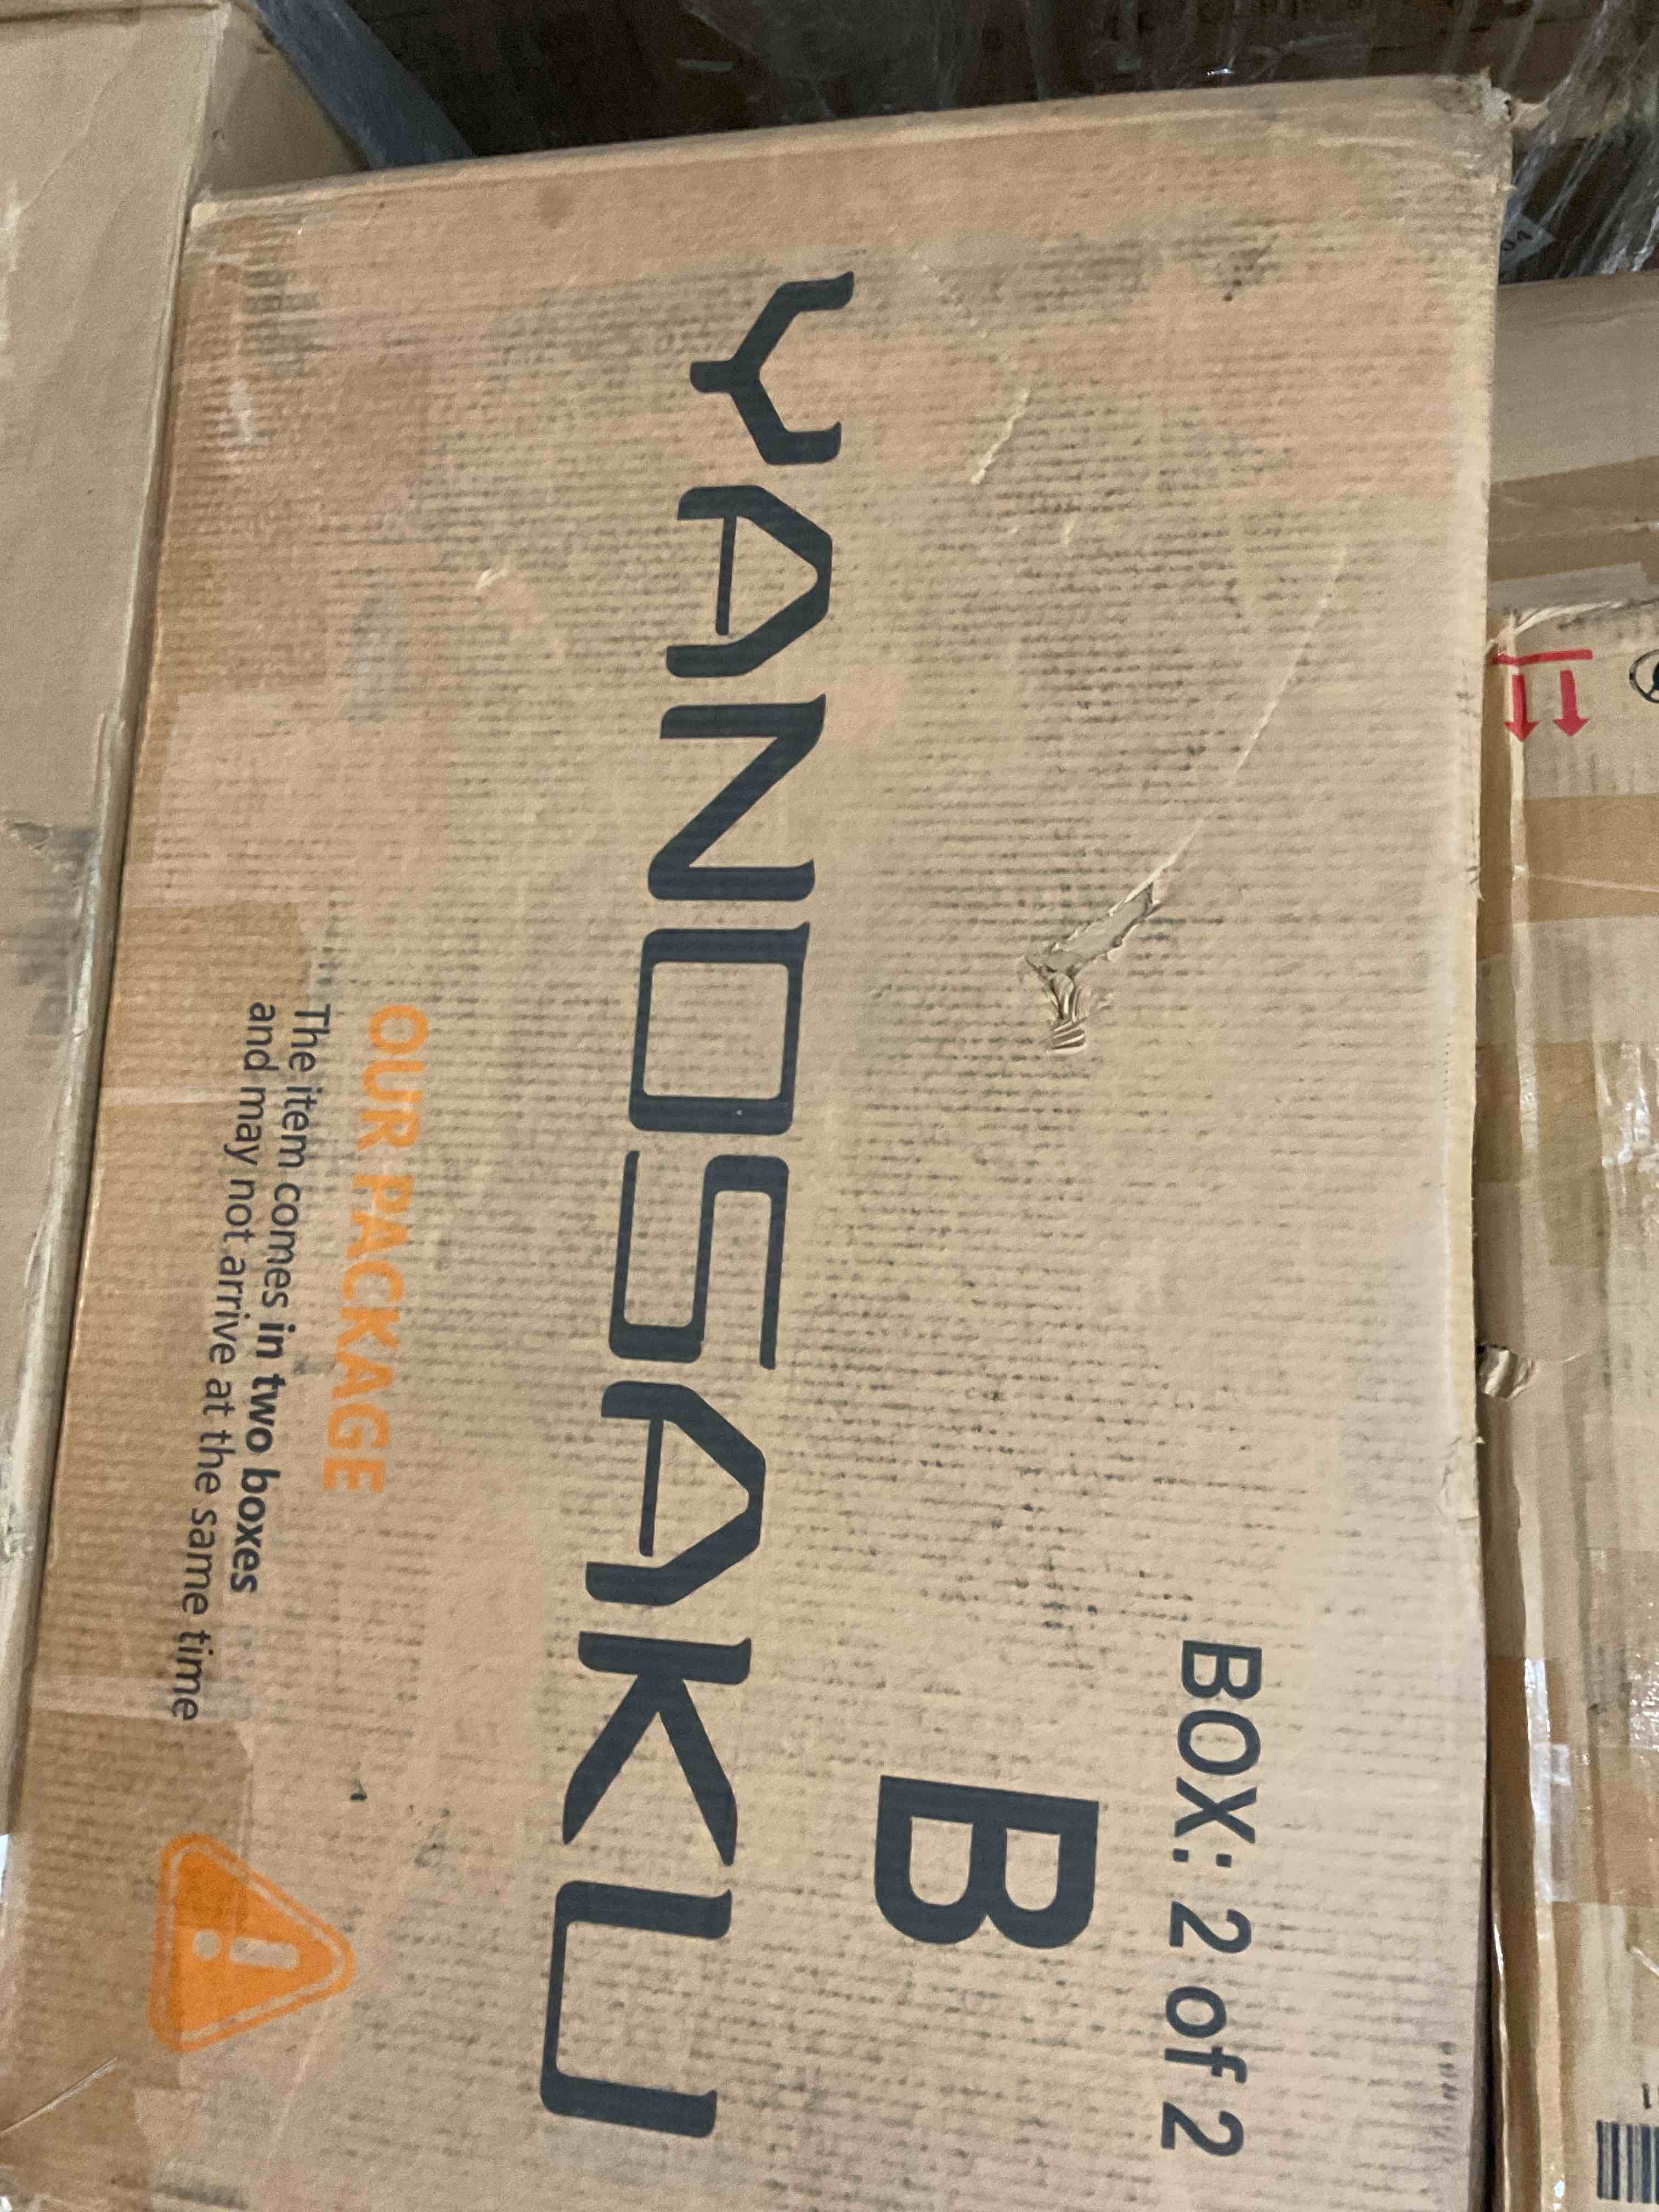 BOX: 2 of 2
B
YANOSAKU
OUR PACKAGE
The item comes in two boxes
and may not arrive at the same time